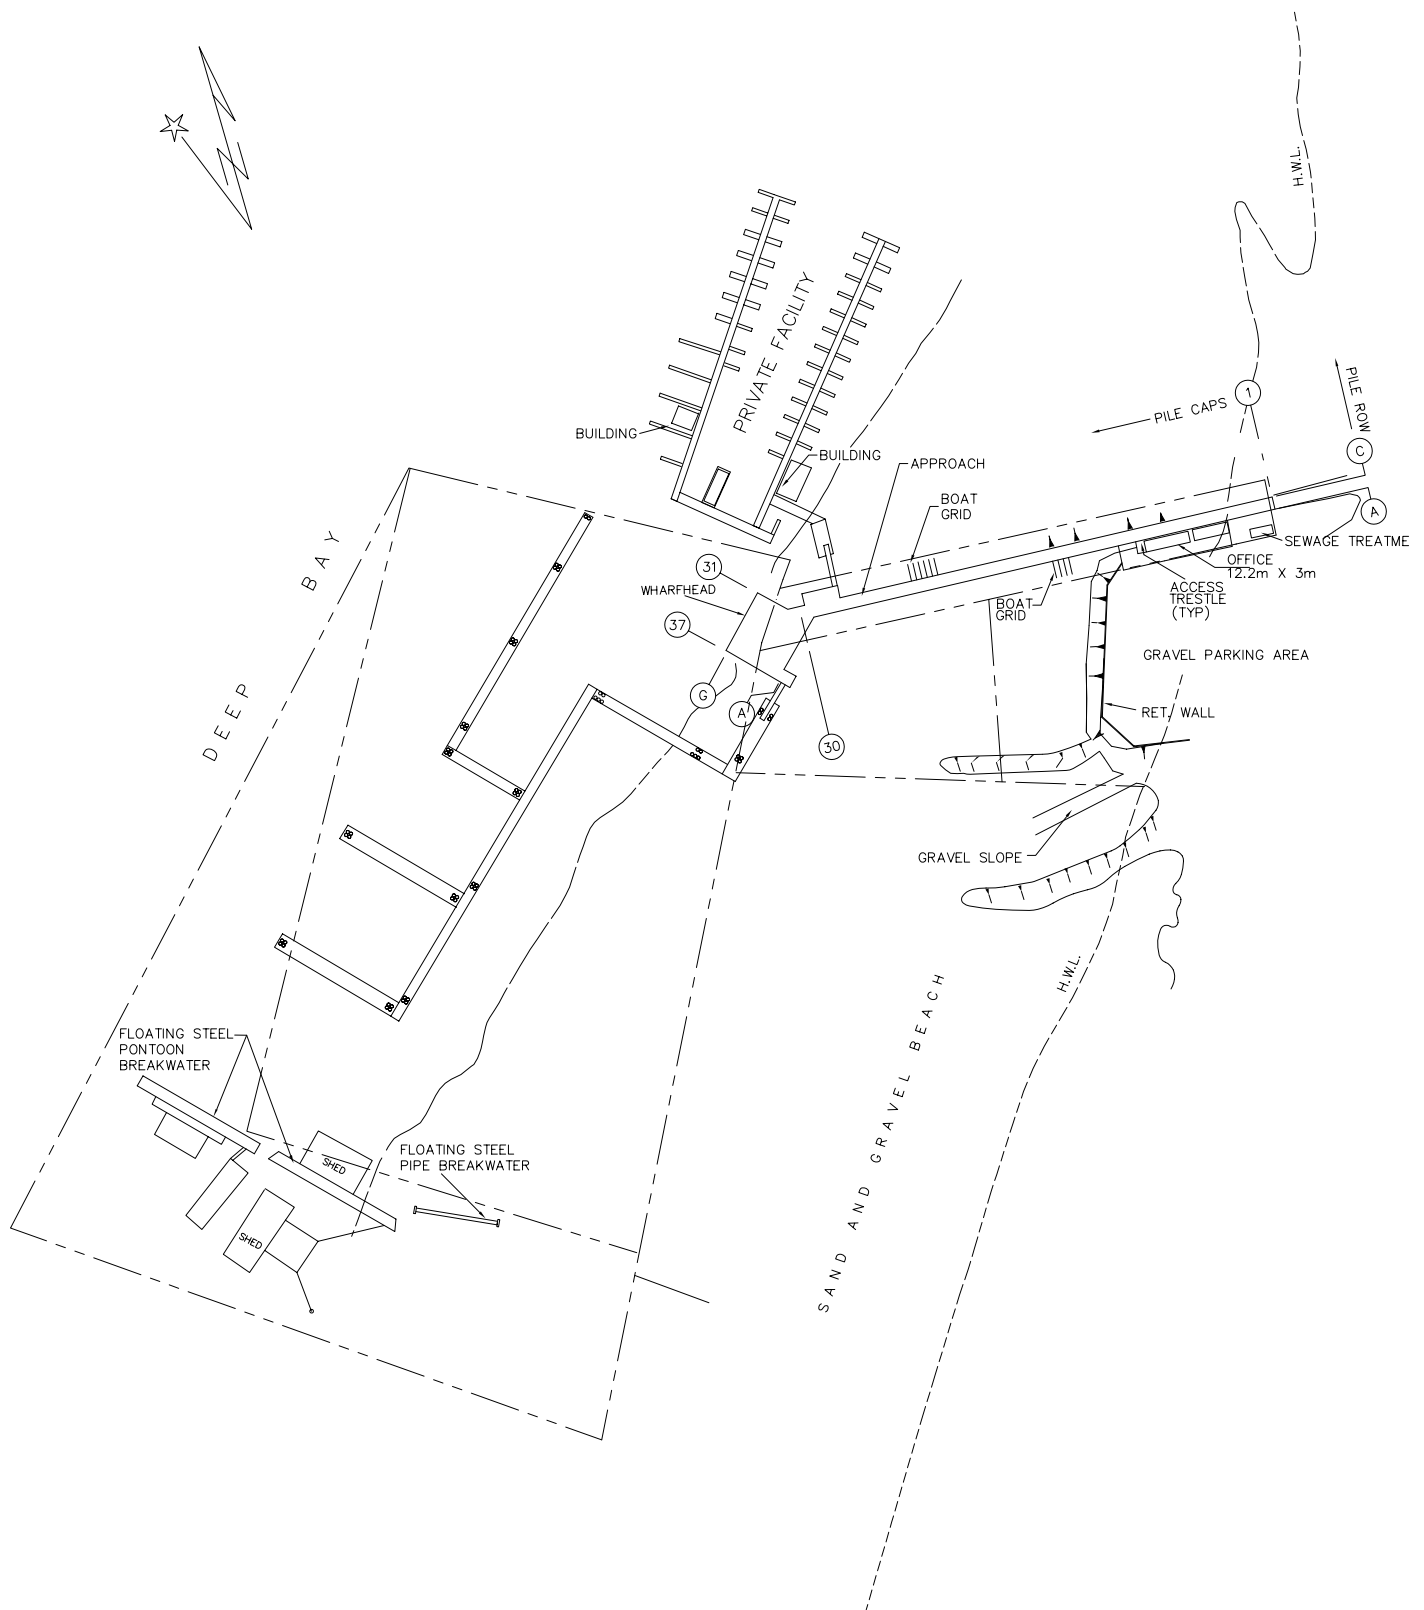 H.W.L.
PRIVATE FACILITY
1
PILE ROW
PILE CAPS
C
BUILDING
BUILDING
APPROACH
BOAT
GRID
A
SEWAGE TREATME
OFFICE
12.2m X 3m
DEEP BAY
31
WHARFHEAD
ACCESS
TRESTLE
(TYP)
BOAT
GRID
37
GRAVEL PARKING AREA
G
A
RET. WALL
30
GRAVEL SLOPE
H.W.L.
SAND AND GRAVEL BEACH
FLOATING STEEL
PONTOON
BREAKWATER
FLOATING STEEL
PIPE BREAKWATER
SHED
SHED